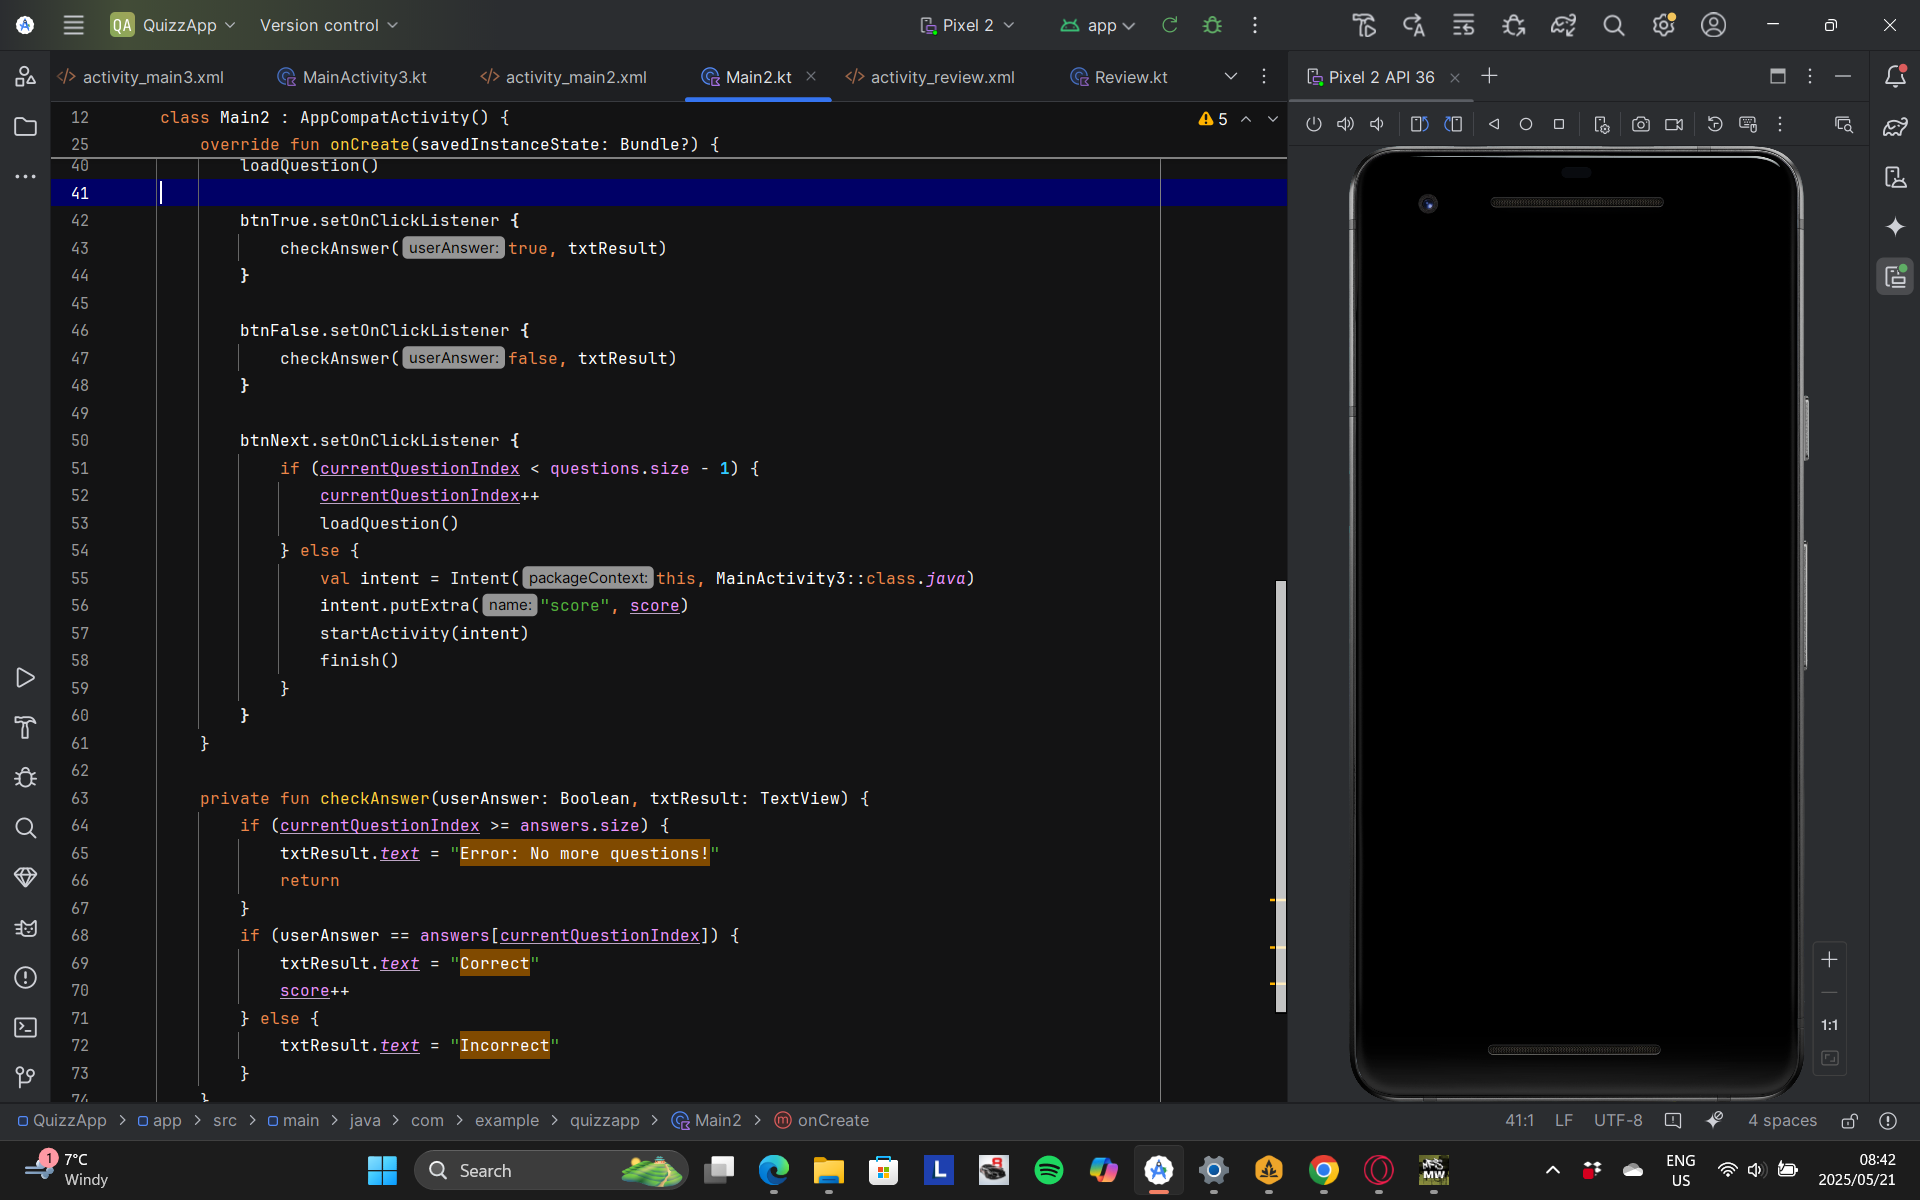 QA QuizzApp Version control Pixel 2 app
activity_main3.xml MainActivity3.kt activity_main2.xml Main2.kt activity_review.xml Review.kt Pixel 2 API 36
12 class Main2 : AppCompatActivity() { 5
25 override fun onCreate(savedInstanceState: Bundle?) {
40 loadQuestion()
41
42 btnTrue.setOnClickListener {
43 checkAnswer( userAnswer: true, txtResult)
44 }
45
46 btnFalse.setOnClickListener {
47 checkAnswer( userAnswer: false, txtResult)
48 }
49
50 btnNext.setOnClickListener {
51 if (currentQuestionIndex < questions.size - 1) {
52 currentQuestionIndex++
53 loadQuestion()
54 } else {
55 val intent = Intent( packageContext: this, MainActivity3::class.java)
56 intent.putExtra( name: "score", score)
57 startActivity(intent)
58 finish()
59 }
60 }
61 }
62
63 private fun checkAnswer(userAnswer: Boolean, txtResult: TextView) {
64 if (currentQuestionIndex >= answers.size) {
65 txtResult.text = "Error: No more questions!"
66 return
67 }
68 if (userAnswer == answers[currentQuestionIndex]) {
69 txtResult.text = "Correct"
70 score++
71 } else {
72 txtResult.text = "Incorrect"
73 }
74 }
1:1
QuizzApp > app > src > main > java > com > example > quizzapp > Main2 > onCreate 41:1 LF UTF-8 4 spaces
1 7°C
Windy
Search
L
8
MW
ENG
US
08:42
2025/05/21